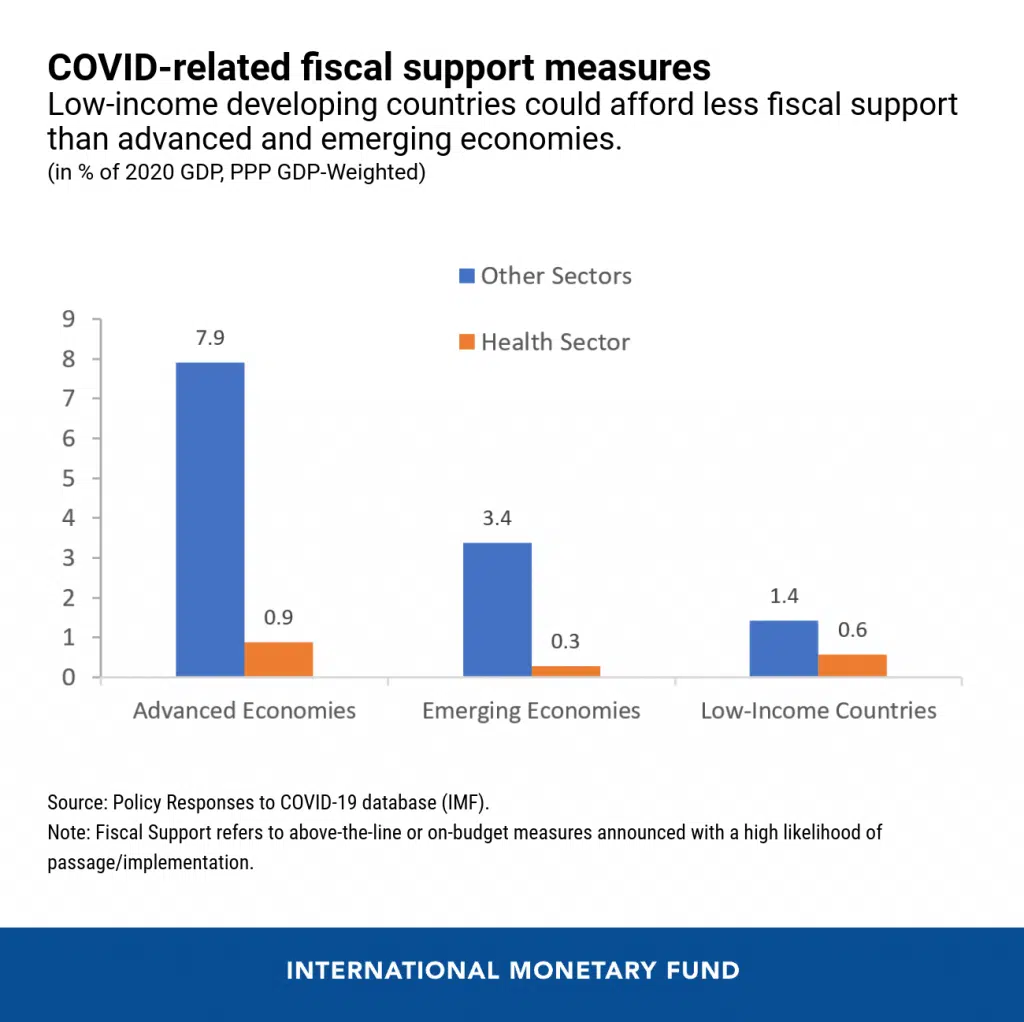 COVID-related fiscal support measures
Low-income developing countries could afford less fiscal support
than advanced and emerging economies.
(in % of 2020 GDP, PPP GDP-Weighted)
Other Sectors
Health Sector
9
8
7
6
5
4
3
2
1
0
7.9
0.9
3.4
0.3
1.4
0.6
Advanced Economies
Emerging Economies
Low-Income Countries
Source: Policy Responses to COVID-19 database (IMF).
Note: Fiscal Support refers to above-the-line or on-budget measures announced with a high likelihood of
passage/implementation.
INTERNATIONAL MONETARY FUND